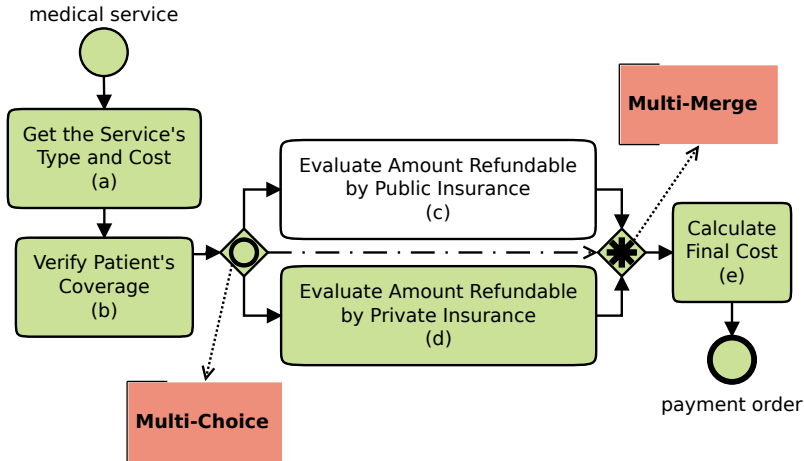 medical service
Get the Service's
Type and Cost
(a)
Verify Patient's
Coverage
(b)
Multi-Choice
Evaluate Amount Refundable
by Public Insurance
(c)
Evaluate Amount Refundable
by Private Insurance
(d)
Multi-Merge
Calculate
Final Cost
(e)
payment order